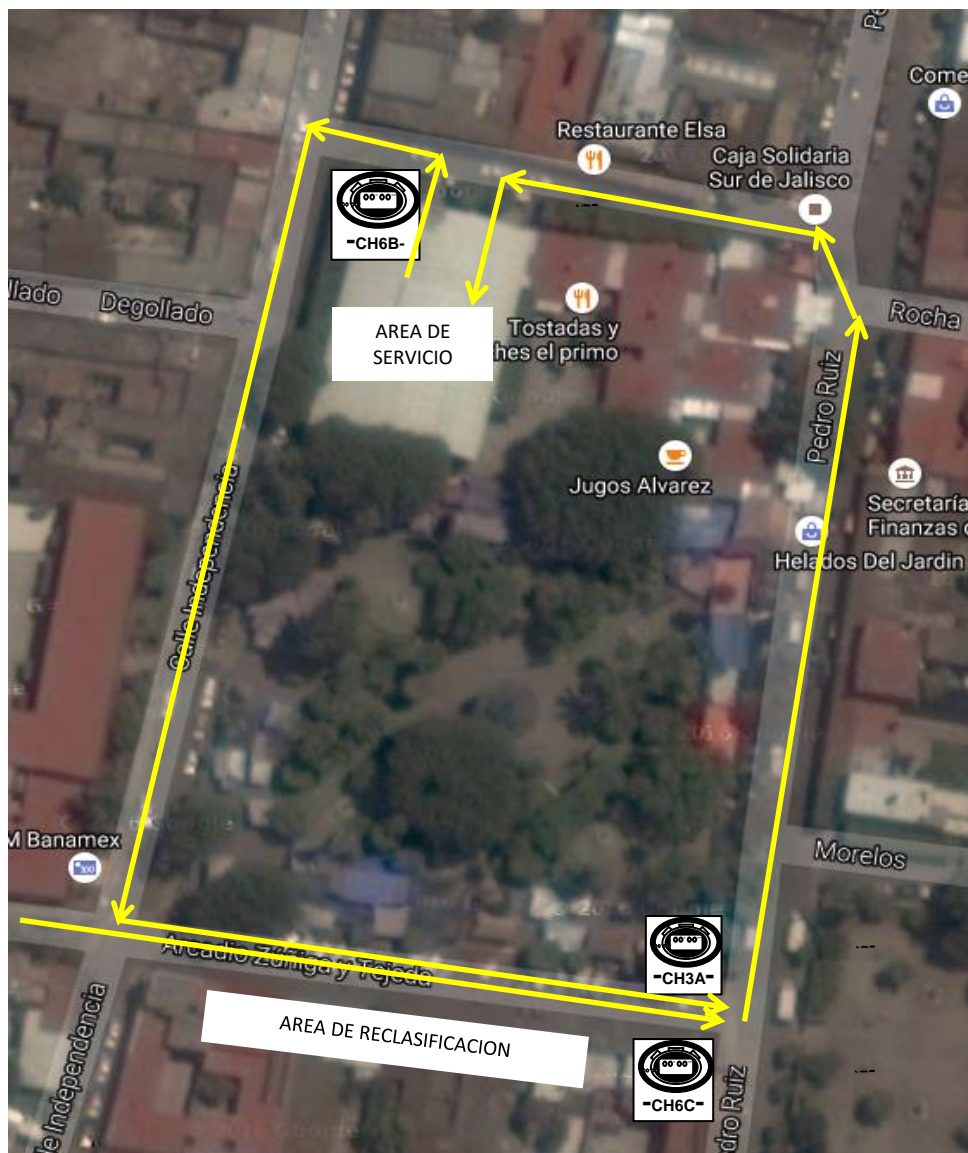 Come
Restaurante Elsa
Caja Solidaria
Sur de Jalisco
-CH6B-
llado
Degollado
AREA DE
SERVICIO
Tostadas y
ches el primo
Rocha
Pedro Ruiz
Jugos Alvarez
Secretaría
Finanzas d
Helados Del Jardin
Calle Independencia
M Banamex
Morelos
Arcadio Zúñiga y Tejeda
-CH3A-
AREA DE RECLASIFICACION
-CH6C-
de Independencia
dro Ruiz